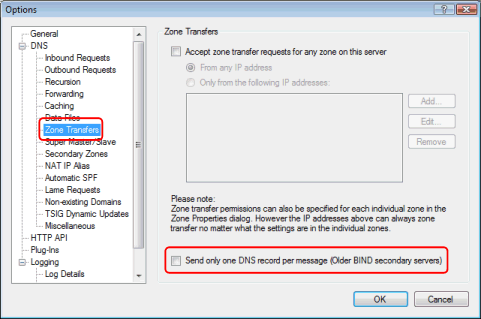 Options
General
DNS
Inbound Requests
Outbound Requests
Recursion
Forwarding
Caching
Data Files
Zone Transfers
Super Master/Slave
Secondary Zones
NAT IP Alias
Automatic SPF
Lame Requests
Non-existing Domains
TSIG Dynamic Updates
Miscellaneous
HTTP API
Plug-Ins
Logging
Log Details
Zone Transfers
Accept zone transfer requests for any zone on this server
From any IP address
Only from the following IP addresses:
Add...
Edit...
Remove
Please note:
Zone transfer permissions can also be specified for each individual zone in the
Zone Properties dialog. However the IP addresses above can always zone
transfer no matter what the settings are in the individual zones.
Send only one DNS record per message (Older BIND secondary servers)
OK
Cancel